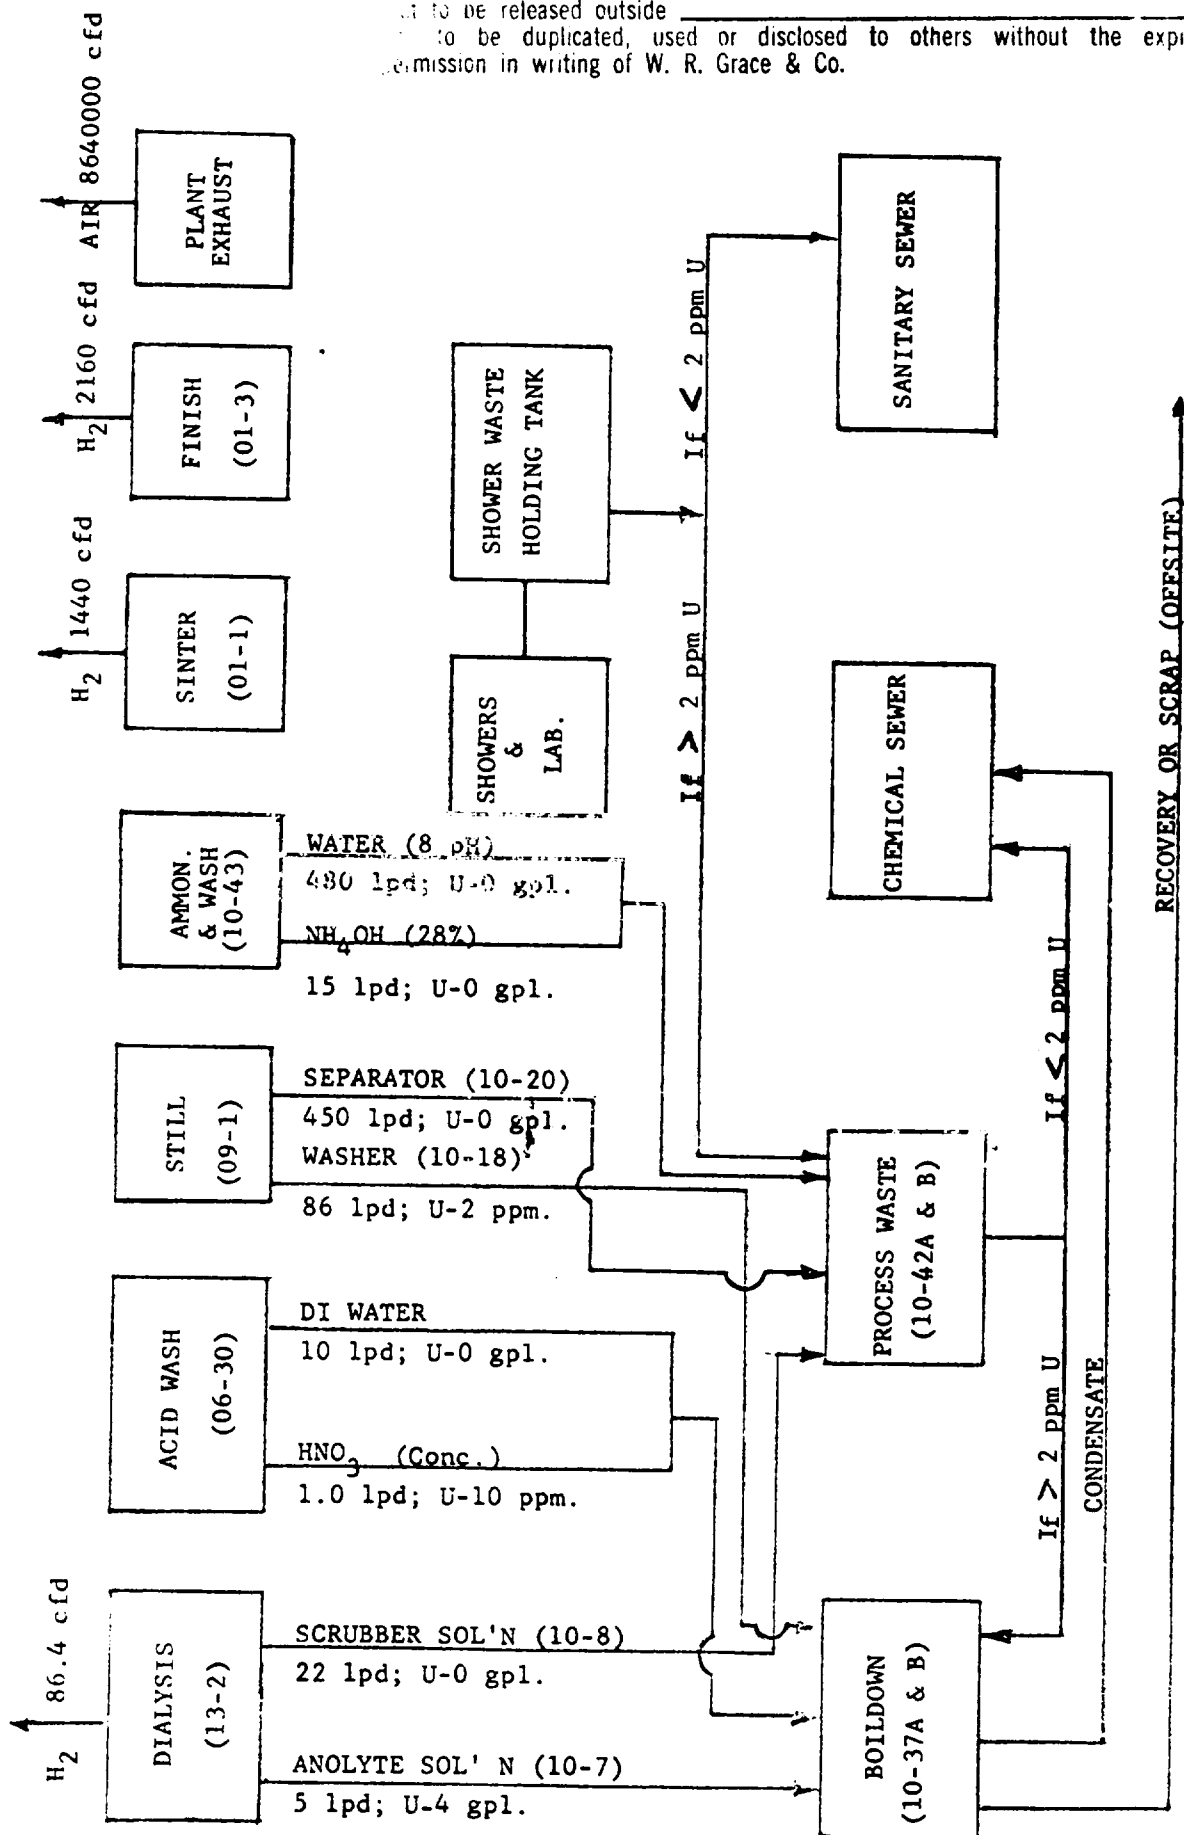 to be released outside
to be duplicated, used or disclosed to others without the
ermission in writing of W. R. Grace & Co.
AIR 8640000 cfd
PLANT
EXHAUST
H2 2160 cfd
FINISH
(01-3)
H2 1440 cfd
SINTER
(01-1)
SHOWER WASTE
HOLDING TANK
SHOWERS
&
LAB.
If < 2 ppm U
If > 2 ppm U
SANITARY SEWER
CHEMICAL SEWER
AMMON.
& WASH
(10-43)
WATER (8 pH)
480 lpd; U-0 gpl.
NH4OH (28%)
15 lpd; U-0 gpl.
STILL
(09-1)
SEPARATOR (10-20)
450 lpd; U-0 gpl.
WASHER (10-18)
86 lpd; U-2 ppm.
ACID WASH
(06-30)
DI WATER
10 lpd; U-0 gpl.
HNO3 (Conc.)
1.0 lpd; U-10 ppm.
H2 86.4 cfd
DIALYSIS
(13-2)
SCRUBBER SOL'N (10-8)
22 lpd; U-0 gpl.
ANOLYTE SOL' N (10-7)
5 lpd; U-4 gpl.
PROCESS WASTE
(10-42A & B)
BOILDOWN
(10-37A & B)
If < 2 ppm U
If > 2 ppm U
CONDENSATE
RECOVERY OR SCRAP (OFFSITE)